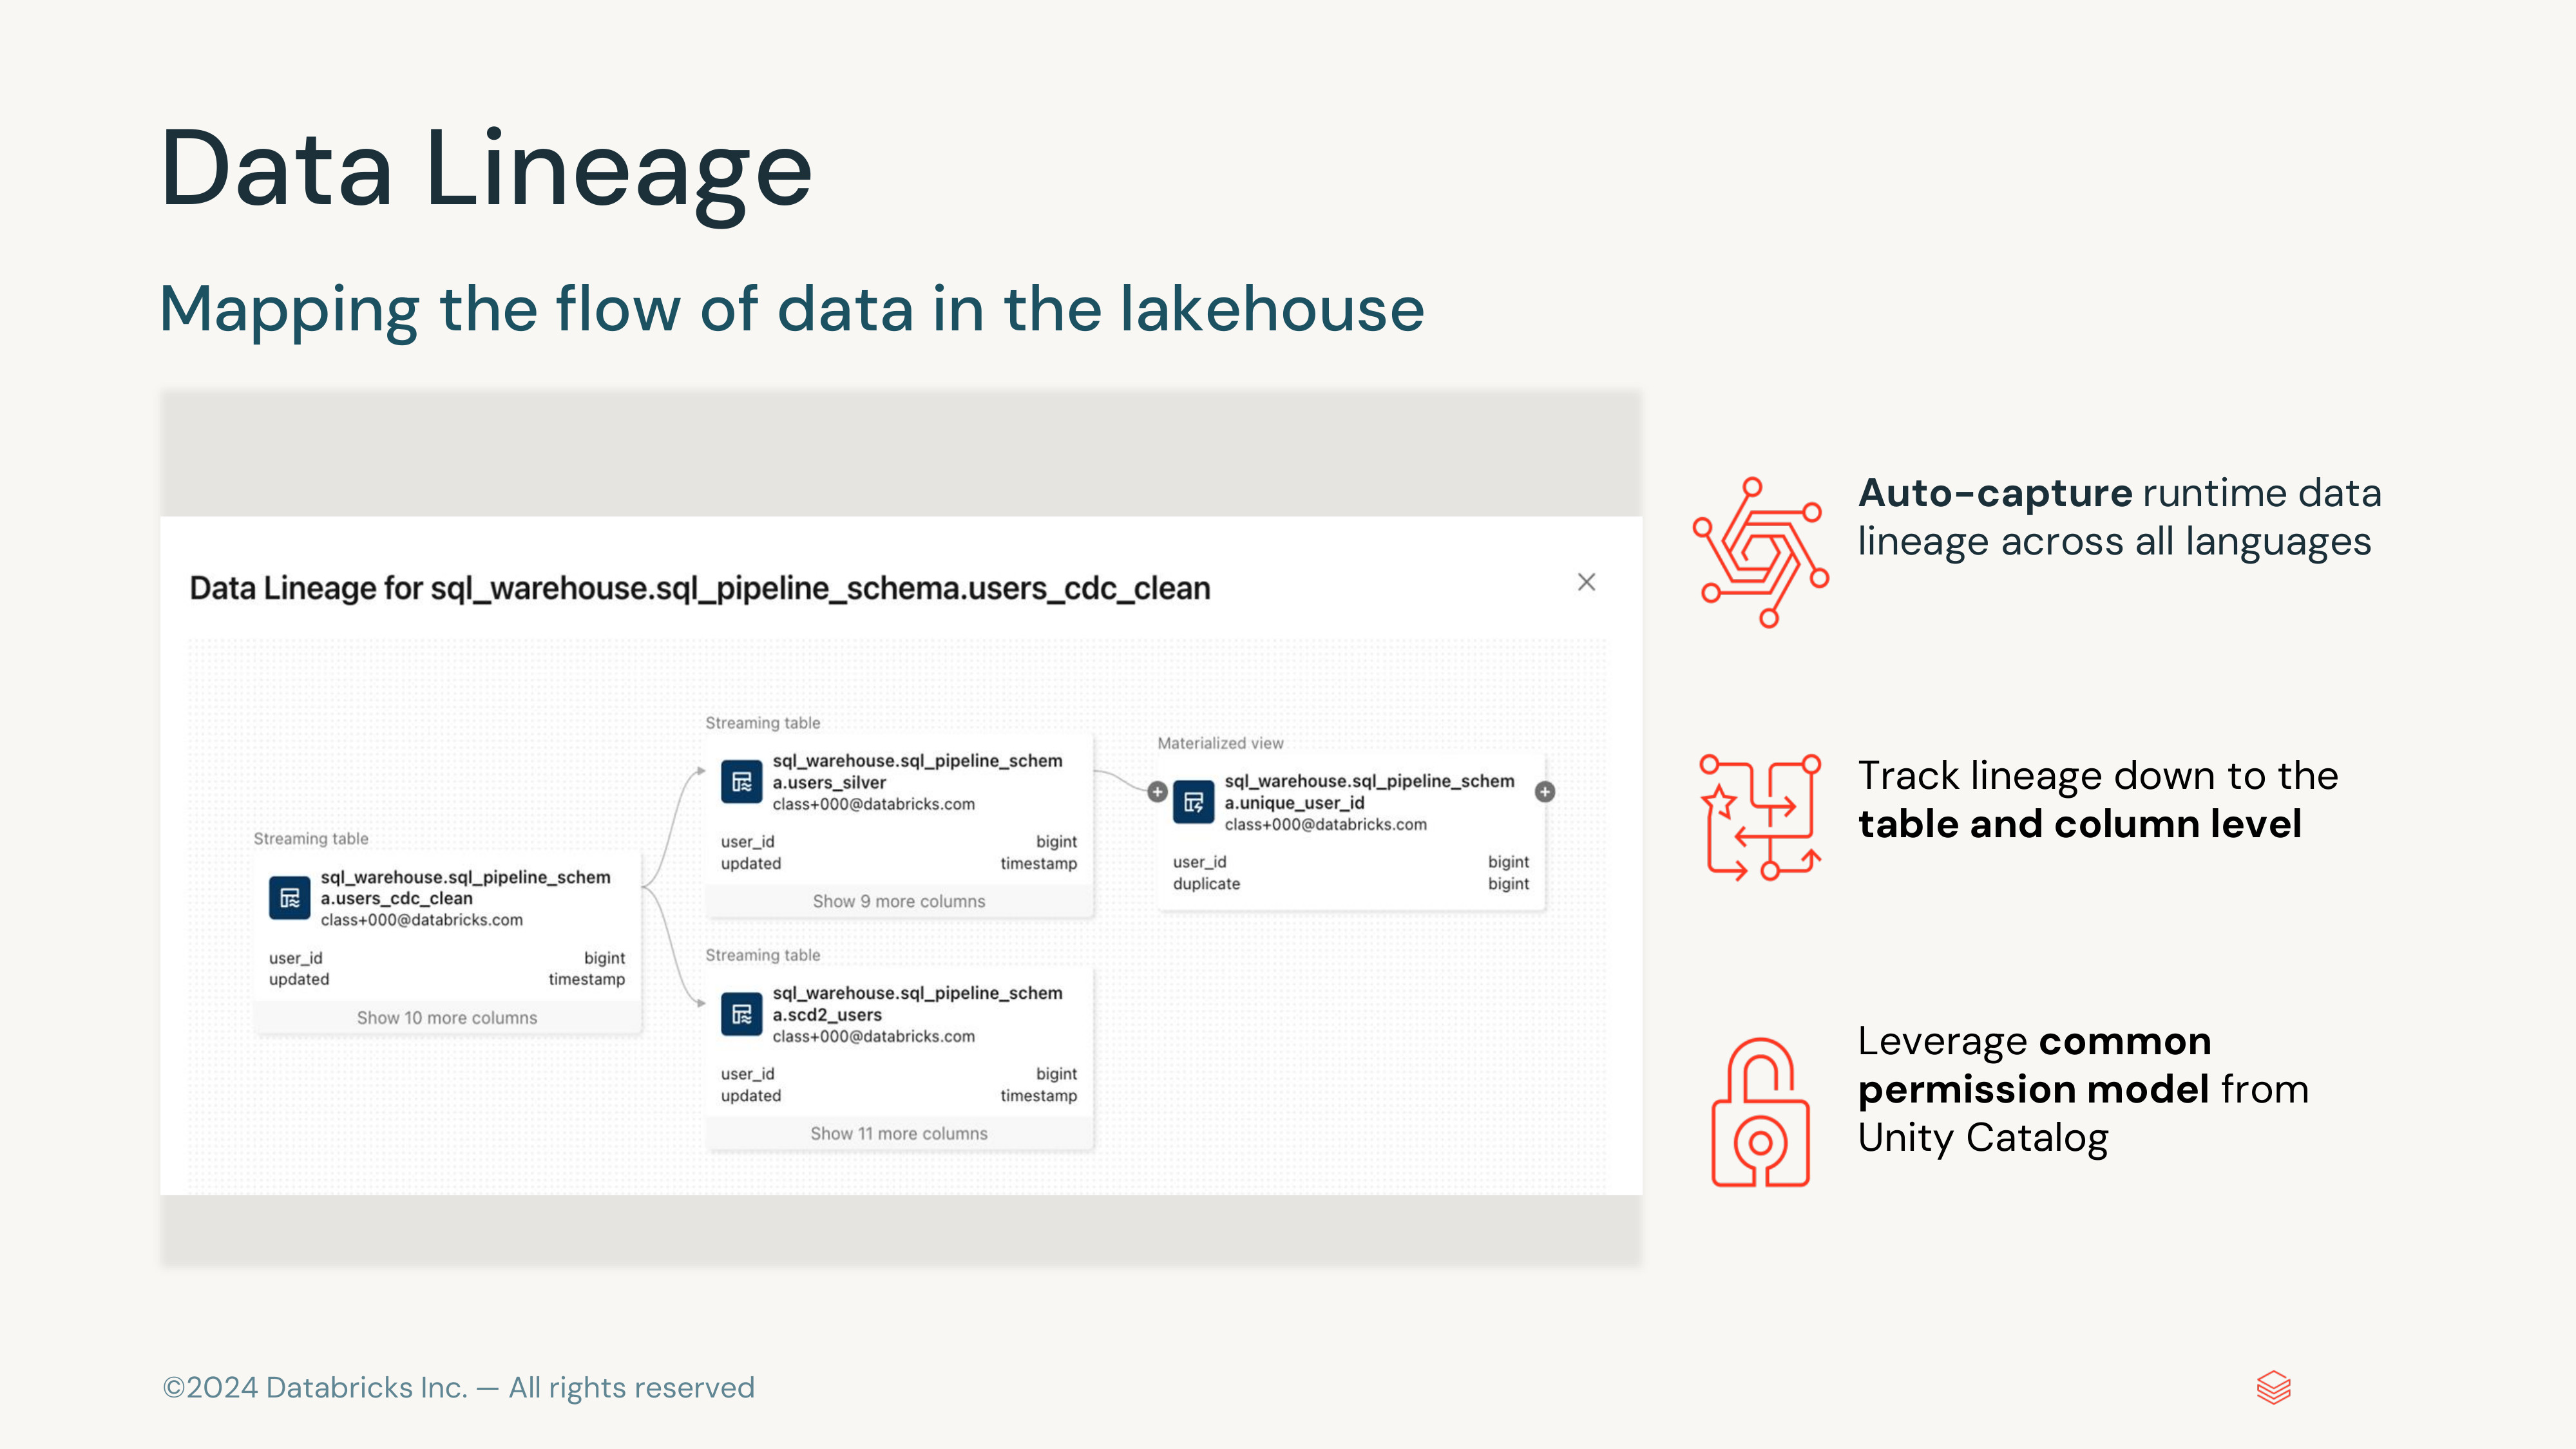 Data Lineage
Mapping the flow of data in the lakehouse
Data Lineage for sql_warehouse.sql_pipeline_schema.users_cdc_clean
Streaming table
sql_warehouse.sql_pipeline_schem
a.users_cdc_clean
class+000@databricks.com
user_id bigint
updated timestamp
Show 10 more columns
Streaming table
sql_warehouse.sql_pipeline_schem
a.users_silver
class+000@databricks.com
user_id bigint
updated timestamp
Show 9 more columns
Streaming table
sql_warehouse.sql_pipeline_schem
a.scd2_users
class+000@databricks.com
user_id bigint
updated timestamp
Show 11 more columns
Materialized view
sql_warehouse.sql_pipeline_schem
a.unique_user_id
class+000@databricks.com
user_id bigint
duplicate bigint
Auto-capture runtime data
lineage across all languages
Track lineage down to the
table and column level
Leverage common
permission model from
Unity Catalog
©2024 Databricks Inc. — All rights reserved